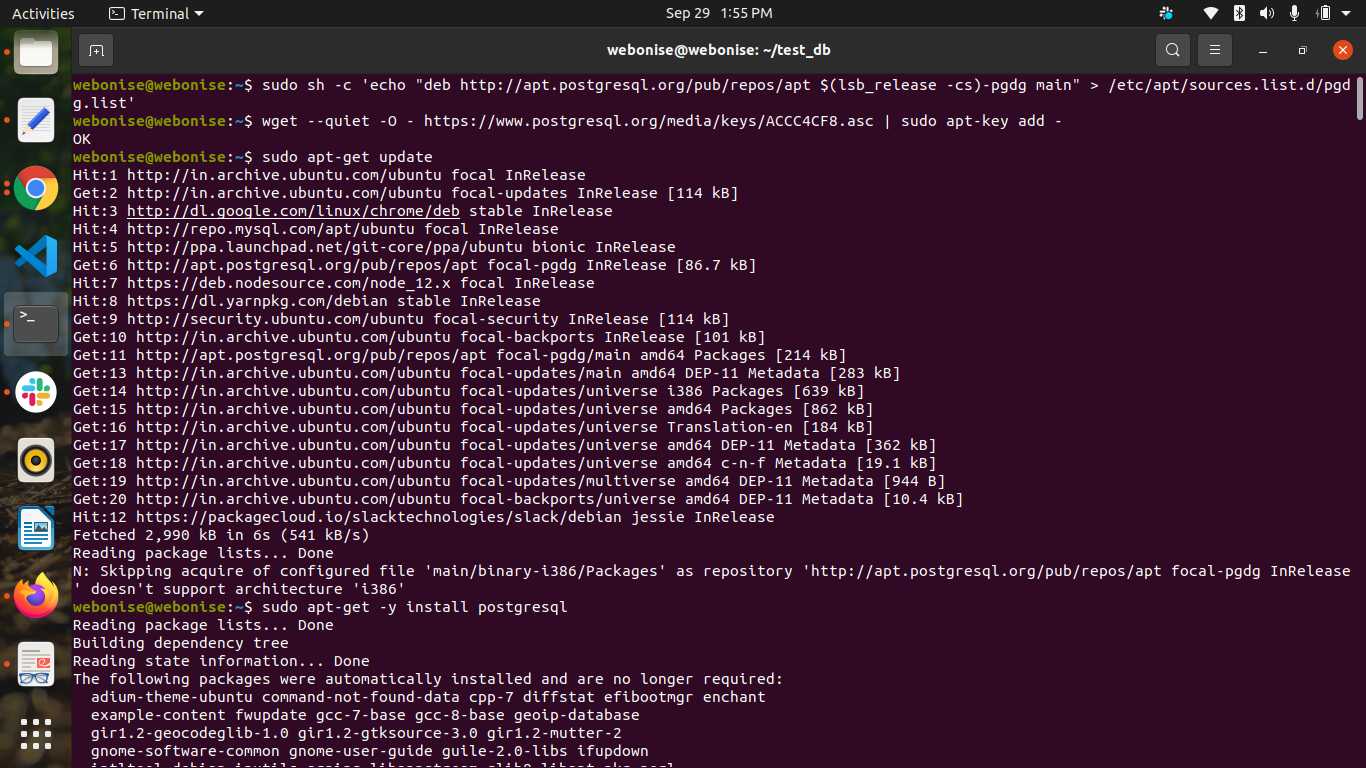 Activities Terminal Sep 29 1:55 PM
webonise@webonise: ~/test_db
webonise@webonise:~$ sudo sh -c 'echo "deb http://apt.postgresql.org/pub/repos/apt $(lsb_release -cs)-pgdg main" > /etc/apt/sources.list.d/pgd
g.list'
webonise@webonise:~$ wget --quiet -O - https://www.postgresql.org/media/keys/ACCC4CF8.asc | sudo apt-key add -
OK
webonise@webonise:~$ sudo apt-get update
Hit:1 http://in.archive.ubuntu.com/ubuntu focal InRelease
Get:2 http://in.archive.ubuntu.com/ubuntu focal-updates InRelease [114 kB]
Hit:3 http://dl.google.com/linux/chrome/deb stable InRelease
Hit:4 http://repo.mysql.com/apt/ubuntu focal InRelease
Hit:5 http://ppa.launchpad.net/git-core/ppa/ubuntu bionic InRelease
Get:6 http://apt.postgresql.org/pub/repos/apt focal-pgdg InRelease [86.7 kB]
Hit:7 https://deb.nodesource.com/node_12.x focal InRelease
Hit:8 https://dl.yarnpkg.com/debian stable InRelease
Get:9 http://security.ubuntu.com/ubuntu focal-security InRelease [114 kB]
Get:10 http://in.archive.ubuntu.com/ubuntu focal-backports InRelease [101 kB]
Get:11 http://apt.postgresql.org/pub/repos/apt focal-pgdg/main amd64 Packages [214 kB]
Get:13 http://in.archive.ubuntu.com/ubuntu focal-updates/main amd64 DEP-11 Metadata [283 kB]
Get:14 http://in.archive.ubuntu.com/ubuntu focal-updates/universe i386 Packages [639 kB]
Get:15 http://in.archive.ubuntu.com/ubuntu focal-updates/universe amd64 Packages [862 kB]
Get:16 http://in.archive.ubuntu.com/ubuntu focal-updates/universe Translation-en [184 kB]
Get:17 http://in.archive.ubuntu.com/ubuntu focal-updates/universe amd64 DEP-11 Metadata [362 kB]
Get:18 http://in.archive.ubuntu.com/ubuntu focal-updates/universe amd64 c-n-f Metadata [19.1 kB]
Get:19 http://in.archive.ubuntu.com/ubuntu focal-updates/multiverse amd64 DEP-11 Metadata [944 B]
Get:20 http://in.archive.ubuntu.com/ubuntu focal-backports/universe amd64 DEP-11 Metadata [10.4 kB]
Hit:12 https://packagecloud.io/slacktechnologies/slack/debian jessie InRelease
Fetched 2,990 kB in 6s (541 kB/s)
Reading package lists... Done
N: Skipping acquire of configured file 'main/binary-i386/Packages' as repository 'http://apt.postgresql.org/pub/repos/apt focal-pgdg InRelease
' doesn't support architecture 'i386'
webonise@webonise:~$ sudo apt-get -y install postgresql
Reading package lists... Done
Building dependency tree
Reading state information... Done
The following packages were automatically installed and are no longer required:
adium-theme-ubuntu command-not-found-data cpp-7 diffstat efibootmgr enchant
example-content fwupdate gcc-7-base gcc-8-base geoip-database
gir1.2-geocodeglib-1.0 gir1.2-gtksource-3.0 gir1.2-mutter-2
gnome-software-common gnome-user-guide guile-2.0-libs ifupdown